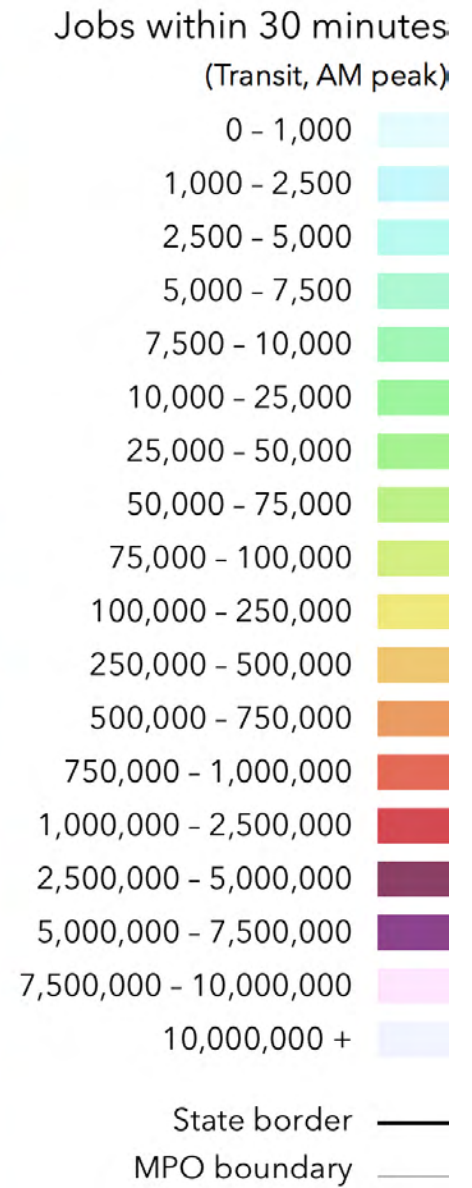 Jobs within 30 minutes
(Transit, AM peak)
0 – 1,000
1,000 – 2,500
2,500 – 5,000
5,000 – 7,500
7,500 – 10,000
10,000 – 25,000
25,000 – 50,000
50,000 – 75,000
75,000 – 100,000
100,000 – 250,000
250,000 – 500,000
500,000 – 750,000
750,000 – 1,000,000
1,000,000 – 2,500,000
2,500,000 – 5,000,000
5,000,000 – 7,500,000
7,500,000 – 10,000,000
10,000,000 +
State border
MPO boundary